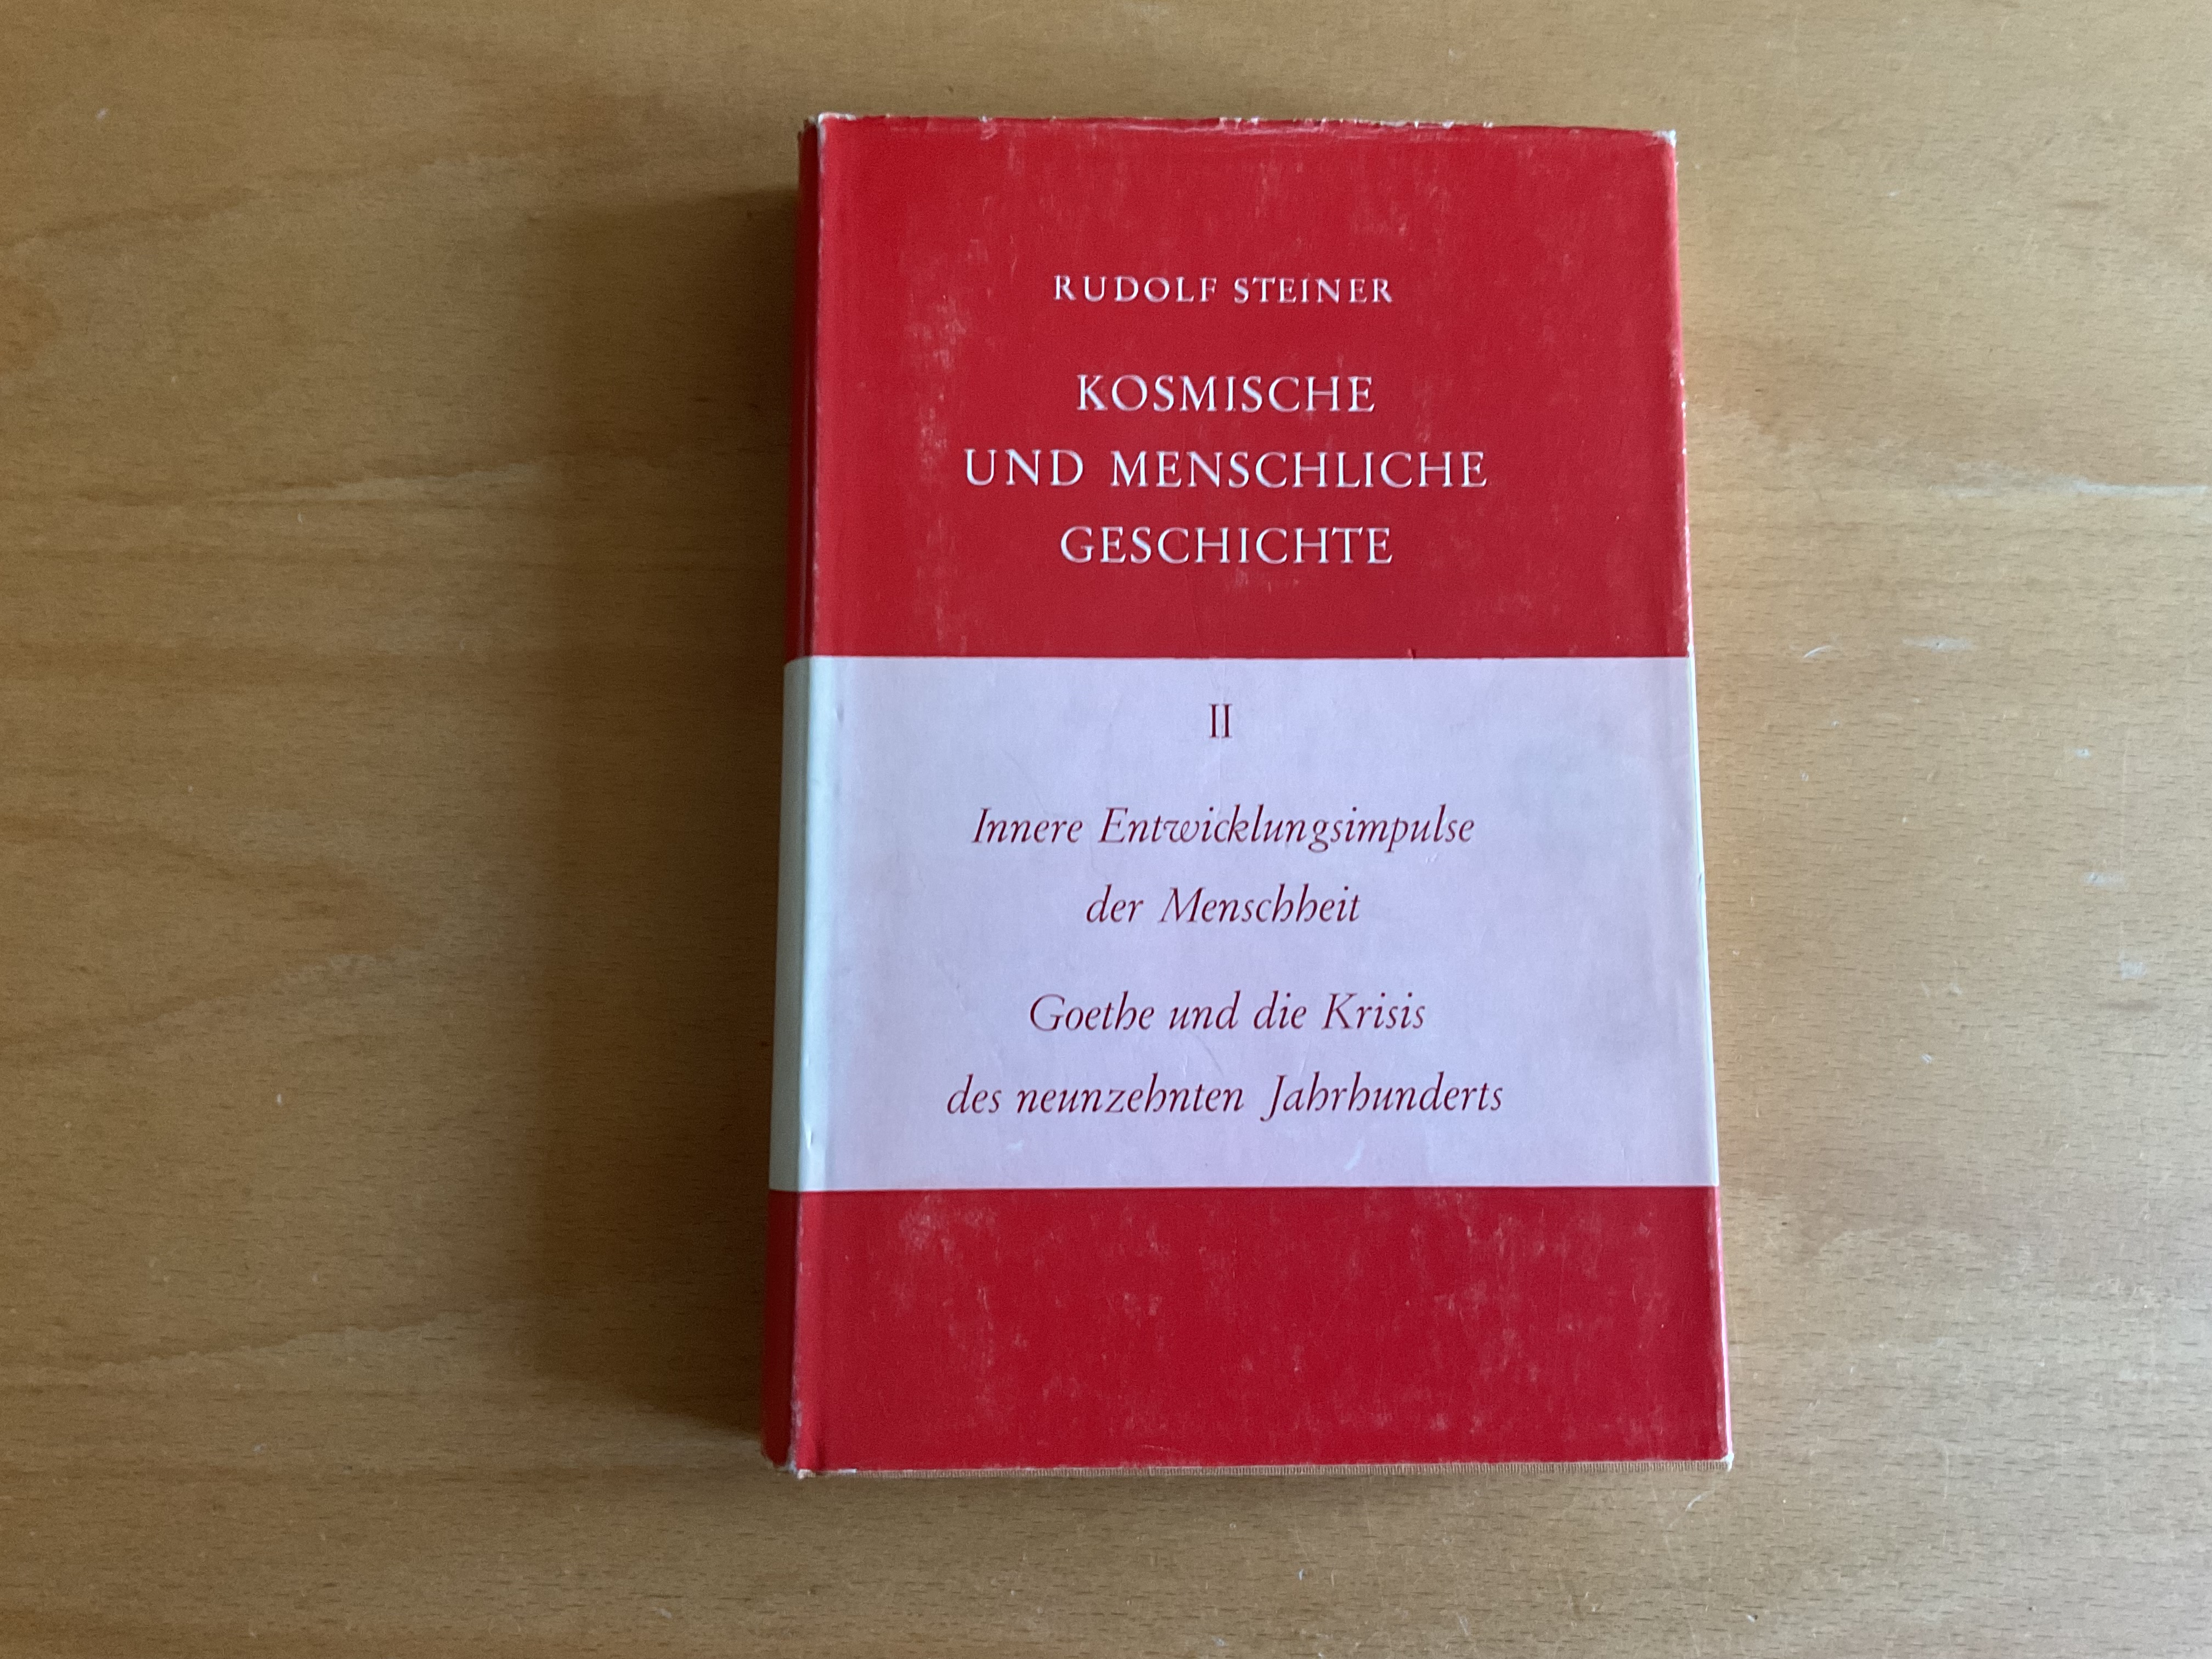 RUDOLF STEINER
KOSMISCHE
UND MENSCHLICHE
GESCHICHTE
II
Innere Entwicklungsimpulse
der Menschheit
Goethe und die Krisis
des neunzehnten Jahrhunderts